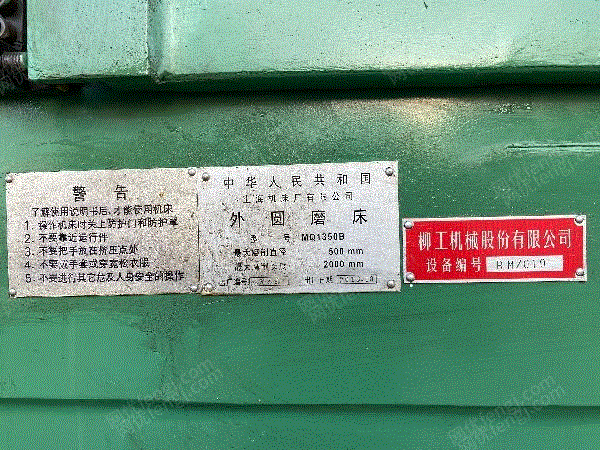 警告
了解使用说明书后,才能使用机床
1. 操作机床时关上防护门和防护罩
2. 不要靠近运行件
3. 不要把手放在挤压点处
4. 不要戴手套或穿宽松衣服
5. 不要进行其它危及人身安全的操作
中华人民共和国
上海机床厂有限公司
外圆磨床
型号 MQ1350B
最大磨削直径 500 mm
最大磨削长度 2000 mm
出厂编号
柳工机械股份有限公司
设备编号